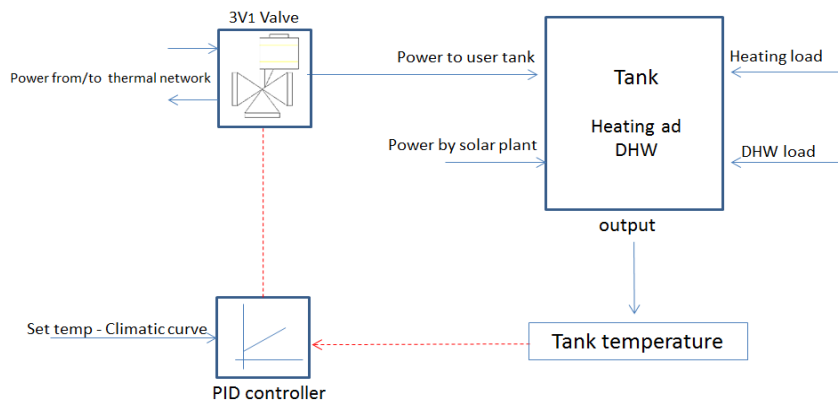 3V1 Valve
Power from/to thermal network
Power to user tank
Tank
Heating ad
DHW
Heating load
Power by solar plant
DHW load
output
Set temp - Climatic curve
Tank temperature
PID controller